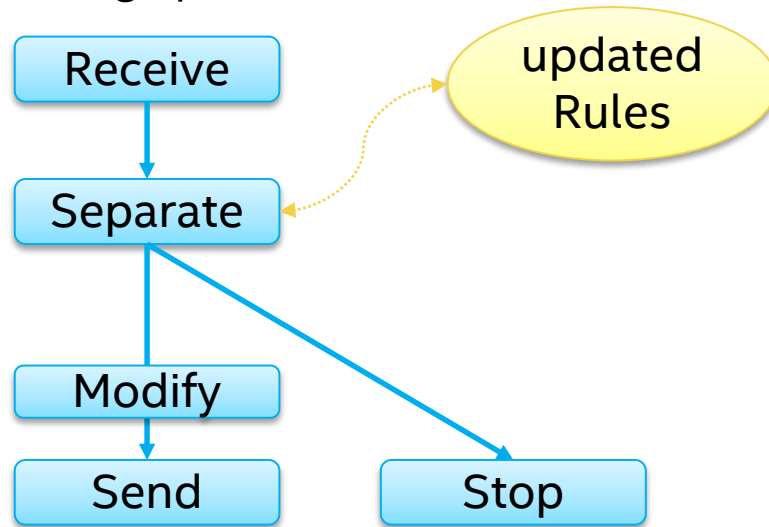 Receive
updated
Rules
Separate
Modify
Send
Stop